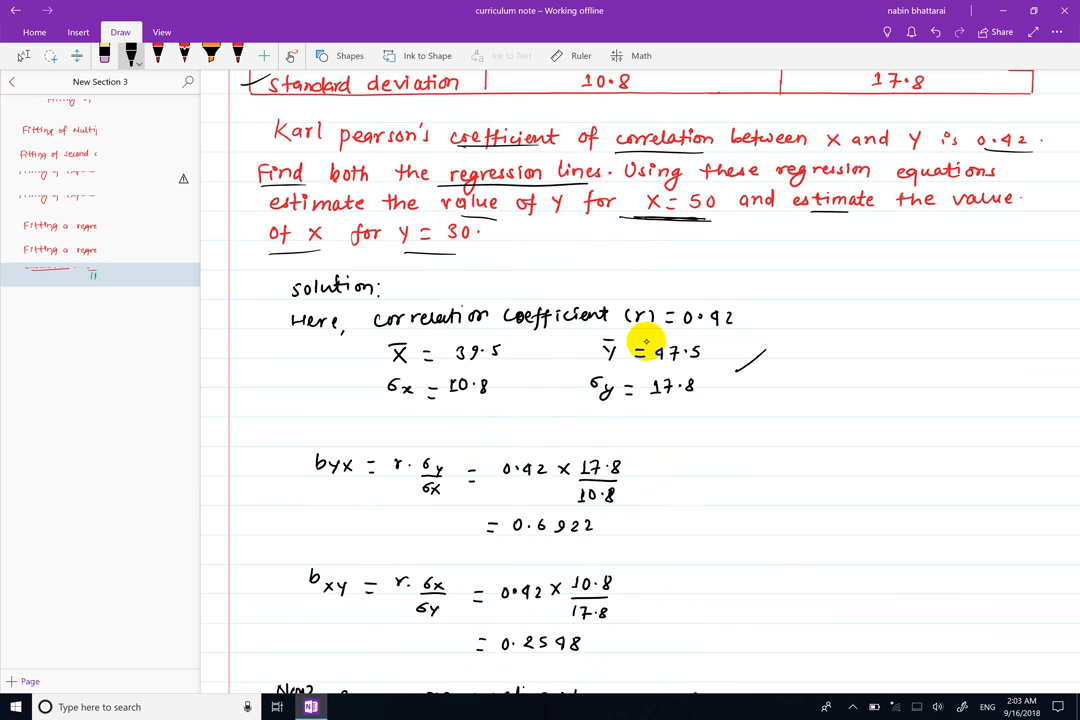 curriculum note - Working offline
nabin bhattarai
Home Insert Draw View
Share
Shapes Ink to Shape Ink to Text Ruler Math
New Section 3
Fitting of Multip
Fitting of second d
Fitting a regre
Fitting a regre
Page
Standard deviation 10.8 17.8
Karl pearson's coefficient of correlation between X and Y is 0.42.
Find both the regression lines. Using these regression equations
estimate the value of Y for X = 50 and estimate the value
of X for Y = 30.
solution:
Here, correlation coefficient (r) = 0.42
X̅ = 39.5 Y̅ = 47.5
σx = 10.8 σy = 17.8
byx = r. σy/σx = 0.42 × 17.8/10.8
= 0.6922
bxy = r. σx/σy = 0.42 × 10.8/17.8
= 0.2548
Type here to search
ENG
2:03 AM
9/16/2018